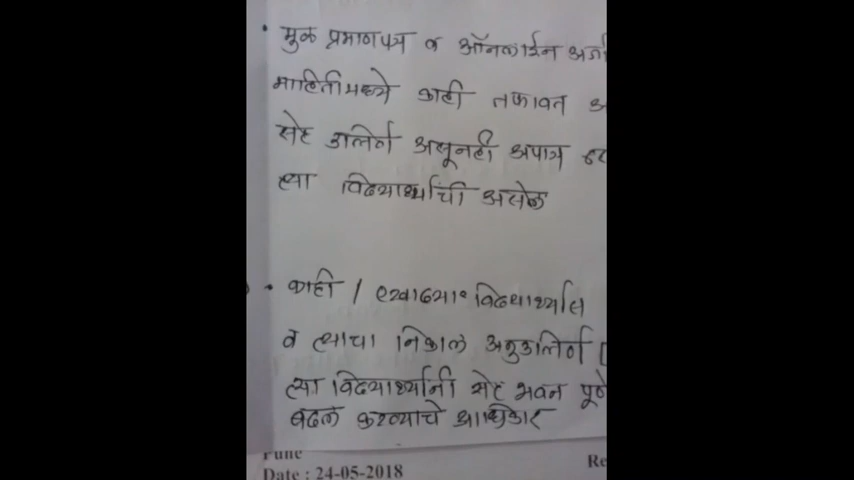 • मुळ प्रमाणपत्र व ऑनलाईन अर्जा
माहितीमध्ये काही तफावत
सेट उत्तिर्ण असूनही अपात्र
त्या विद्यार्थ्यांची असेल
• काही / एखाद्या विद्यार्थ्यास
व त्याचा निकाल अनुत्तिर्ण
त्या विद्यार्थ्यांनी सेट भवन पूणे
बदल करण्याचे अधिकार
Pune
Date : 24-05-2018
Re